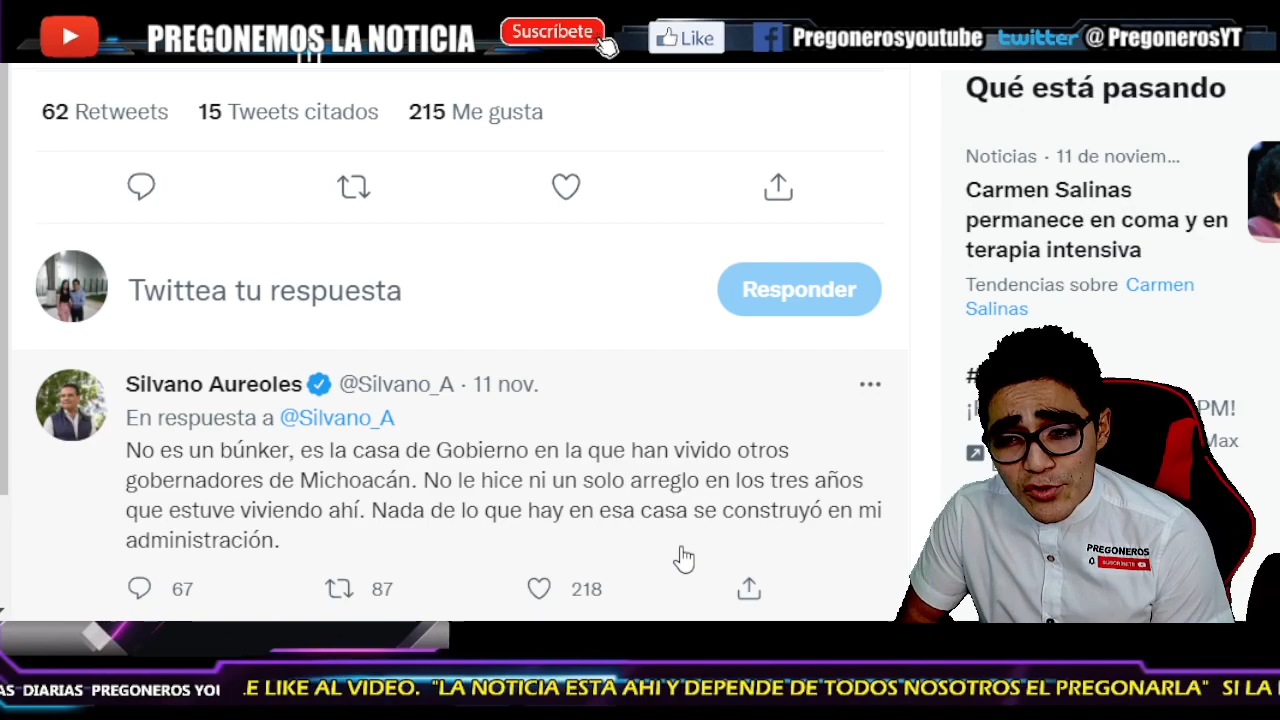 PREGONEMOS LA NOTICIA Suscríbete Like Pregonerosyoutube twitter @PregonerosYT
62 Retweets 15 Tweets citados 215 Me gusta
Twittea tu respuesta
Responder
Silvano Aureoles @Silvano_A · 11 nov.
En respuesta a @Silvano_A
No es un búnker, es la casa de Gobierno en la que han vivido otros
gobernadores de Michoacán. No le hice ni un solo arreglo en los tres años
que estuve viviendo ahí. Nada de lo que hay en esa casa se construyó en mi
administración.
67 87 218
Qué está pasando
Noticias · 11 de noviem...
Carmen Salinas
permanece en coma y en
terapia intensiva
Tendencias sobre Carmen
Salinas
#
PM!
Max
PREGONEROS
SUSCRIBETE
AS DIARIAS PREGONEROS YOU
.E LIKE AL VIDEO. "LA NOTICIA ESTA AHI Y DEPENDE DE TODOS NOSOTROS EL PREGONARLA" SI LA